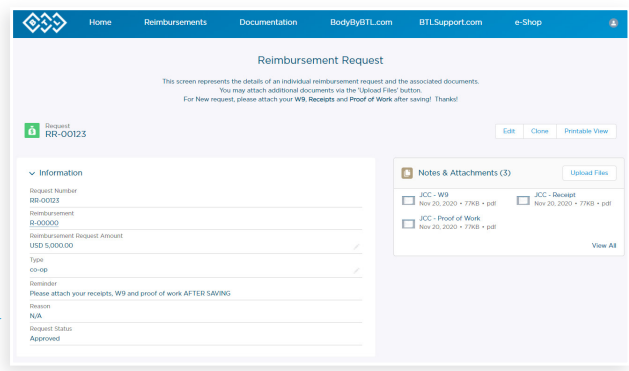 BTL
Home
Reimbursements
Documentation
BodyByBTL.com
BTLSupport.com
e-Shop
Reimbursement Request
This screen represents the details of an individual reimbursement request and the associated documents.
You may attach additional documents via the 'Upload Files' button.
For New request, please attach your W9, Receipts and Proof of Work after saving! Thanks!
Request
RR-00123
Edit
Clone
Printable View
Information
Request Number
RR-00123
Reimbursement
R-00000
Reimbursement Request Amount
USD 5,000.00
Type
co-op
Reminder
Please attach your receipts, W9 and proof of work AFTER SAVING
Reason
N/A
Request Status
Approved
Notes & Attachments (3)
Upload Files
JCC - W9
Nov 20, 2020 • 77KB • pdf
JCC - Receipt
Nov 20, 2020 • 77KB • pdf
JCC - Proof of Work
Nov 20, 2020 • 77KB • pdf
View All